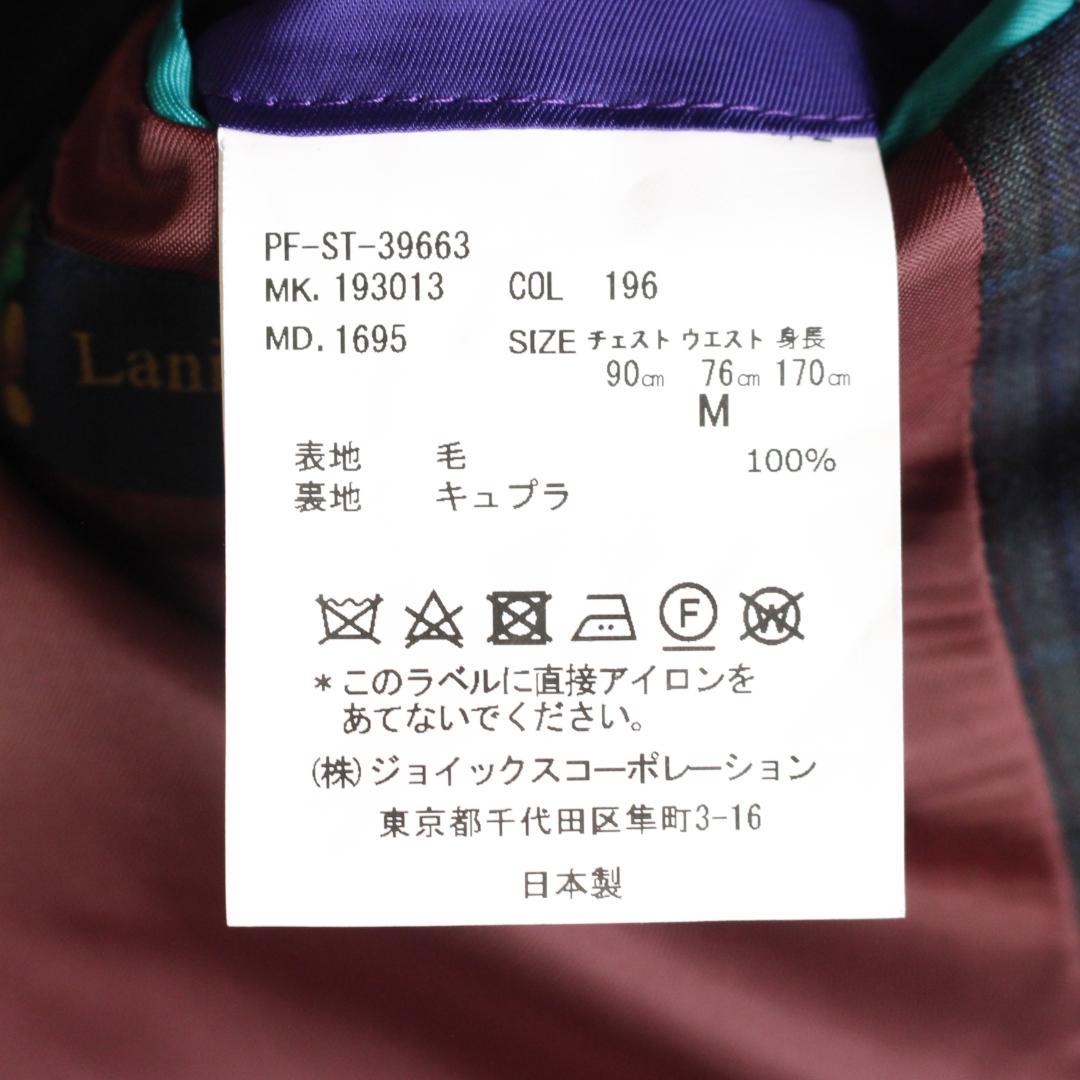 PF-ST-39663
MK. 193013 COL 196
MD. 1695 SIZE チェスト ウエスト 身長
90㎝ 76㎝ 170㎝
M
表地 毛 100%
裏地 キュプラ
F W
*このラベルに直接アイロンを
あてないでください。
(株)ジョイックスコーポレーション
東京都千代田区隼町3-16
日本製